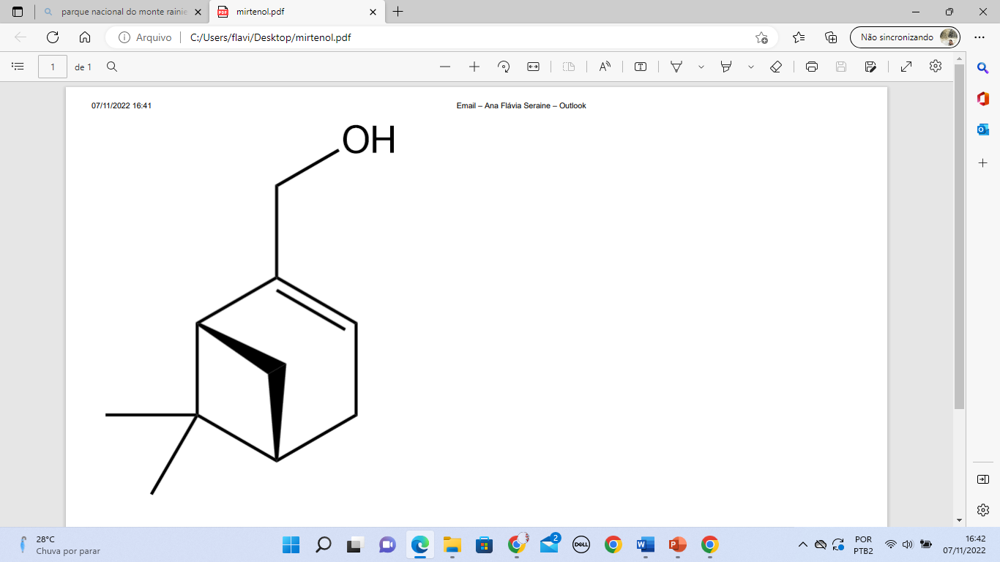 parque nacional do monte rainie
mirtenol.pdf
Arquivo
C:/Users/flavi/Desktop/mirtenol.pdf
Não sincronizando
1
de 1
07/11/2022 16:41
Email – Ana Flávia Seraine – Outlook
OH
28°C
Chuva por parar
2
DELL
POR
PTB2
16:42
07/11/2022